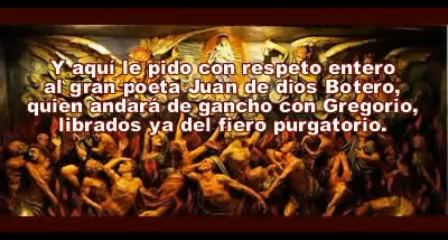 Y aquí le pido con respeto entero
al gran poeta Juan de dios Botero,
quien andará de gancho con Gregorio,
librados ya del fiero purgatorio.